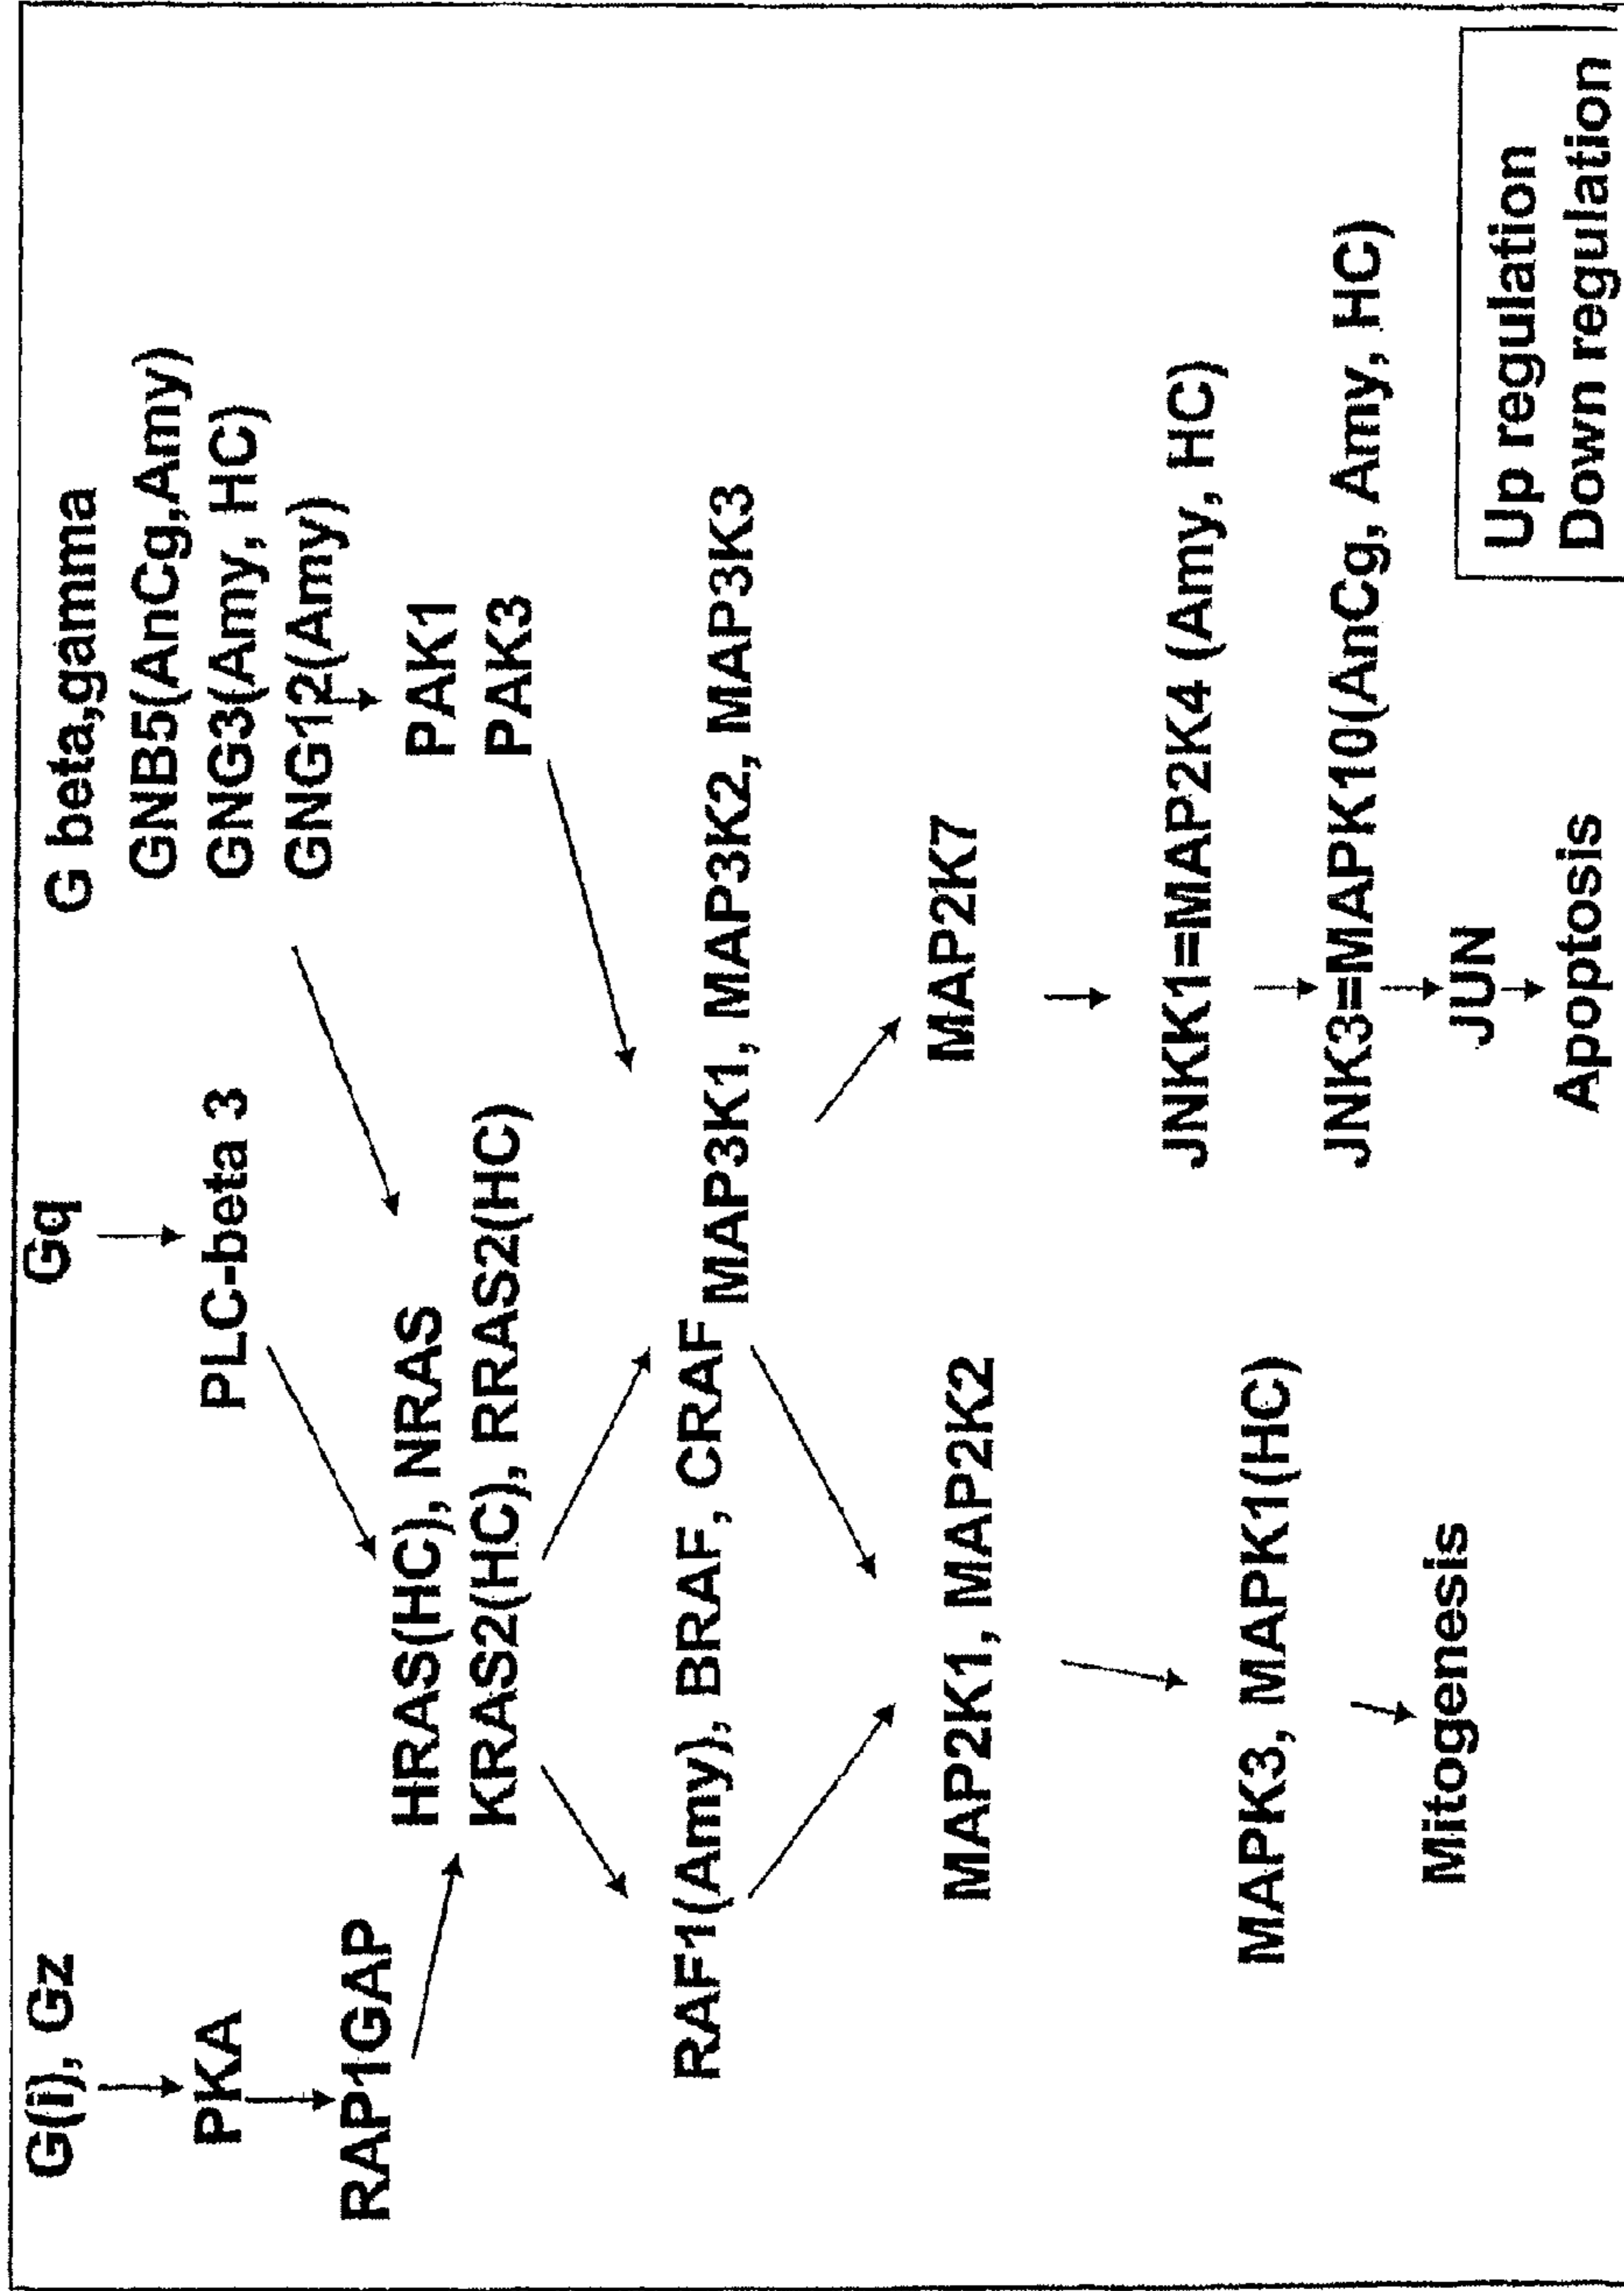 G(i), Gz
Gq
G beta,gamma
PKA
PLC-beta 3
GNB5(AnCg,Amy)
GNG3(Amy, HC)
GNG12(Amy)
RAP1GAP
HRAS(HC), NRAS
KRAS2(HC), RRAS2(HC)
PAK1
PAK3
RAF1(Amy), BRAF, CRAF
MAP3K1, MAP3K2, MAP3K3
MAP2K1, MAP2K2
MAP2K7
MAPK3, MAPK1(HC)
JNKK1=MAP2K4 (Amy, HC)
JNK3=MAPK10(AnCg, Amy, HC)
JUN
Mitogenesis
Apoptosis
Up regulation
Down regulation